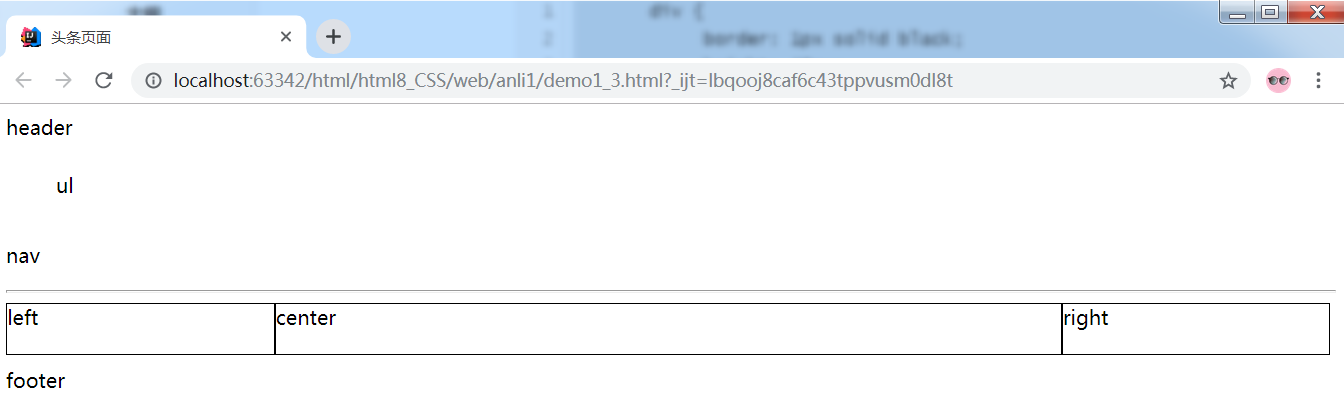 1 div {
2 border: 1px solid black;
头条页面
localhost:63342/html/html8_CSS/web/anli1/demo1_3.html?_ijt=lbqooj8caf6c43tppvusm0dl8t
header
ul
nav
left center right
footer